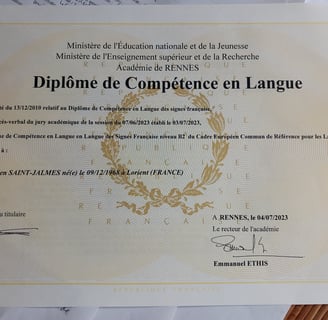 Ministère de l'Éducation nationale et de la Jeunesse
Ministère de l'Enseignement supérieur et de la Recherche
Académie de RENNES
Diplôme de Compétence en Langue
du 13/12/2010 relatif au Diplôme de Compétence en Langue des signes française,
verbal du jury académique de la session du 07/06/2023 établi le 03/07/2023,
de Compétence en Langue en Langue des Signes Française niveau B2 du Cadre Européen Commun de Référence pour les
à :
SAINT-JALMES né(e) le 09/12/1968 à Lorient (FRANCE)
titulaire
A RENNES, le 04/07/2023
Le recteur de l'académie
Emmanuel ETHIS
RÉPUBLIQUE FRANÇAISE